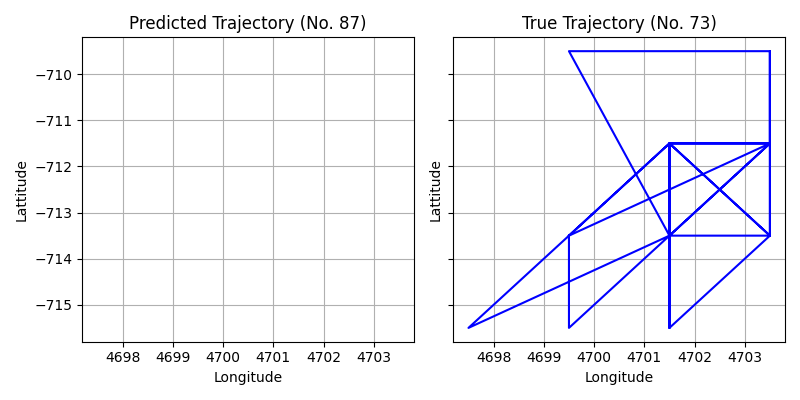 Predicted Trajectory (No. 87)
True Trajectory (No. 73)
−710
−711
−712
−713
−714
−715
Lattitude
Lattitude
4698 4699 4700 4701 4702 4703
4698 4699 4700 4701 4702 4703
Longitude
Longitude